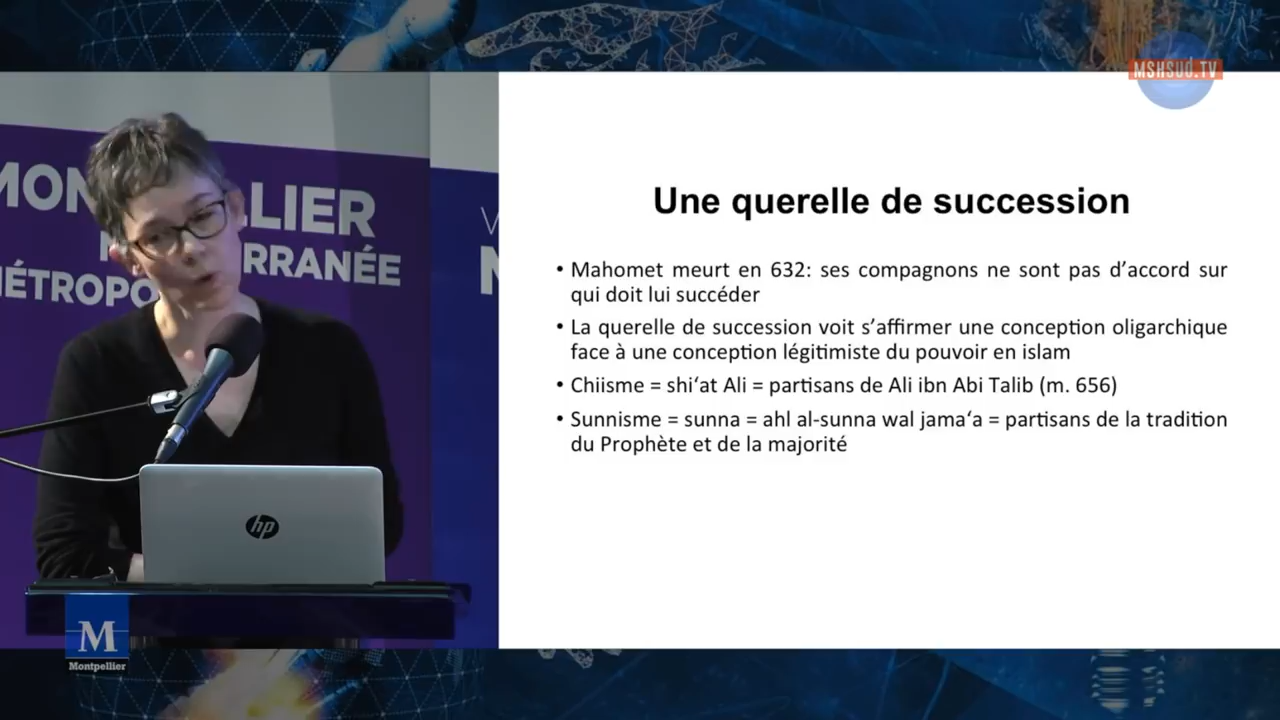 MSHSUD.TV
MON LIER
RRANÉE
MÉTROPO
V
hp
M
Montpellier
Une querelle de succession
• Mahomet meurt en 632: ses compagnons ne sont pas d’accord sur
qui doit lui succéder
• La querelle de succession voit s’affirmer une conception oligarchique
face à une conception légitimiste du pouvoir en islam
• Chiisme = shi‘at Ali = partisans de Ali ibn Abi Talib (m. 656)
• Sunnisme = sunna = ahl al-sunna wal jama‘a = partisans de la tradition
du Prophète et de la majorité